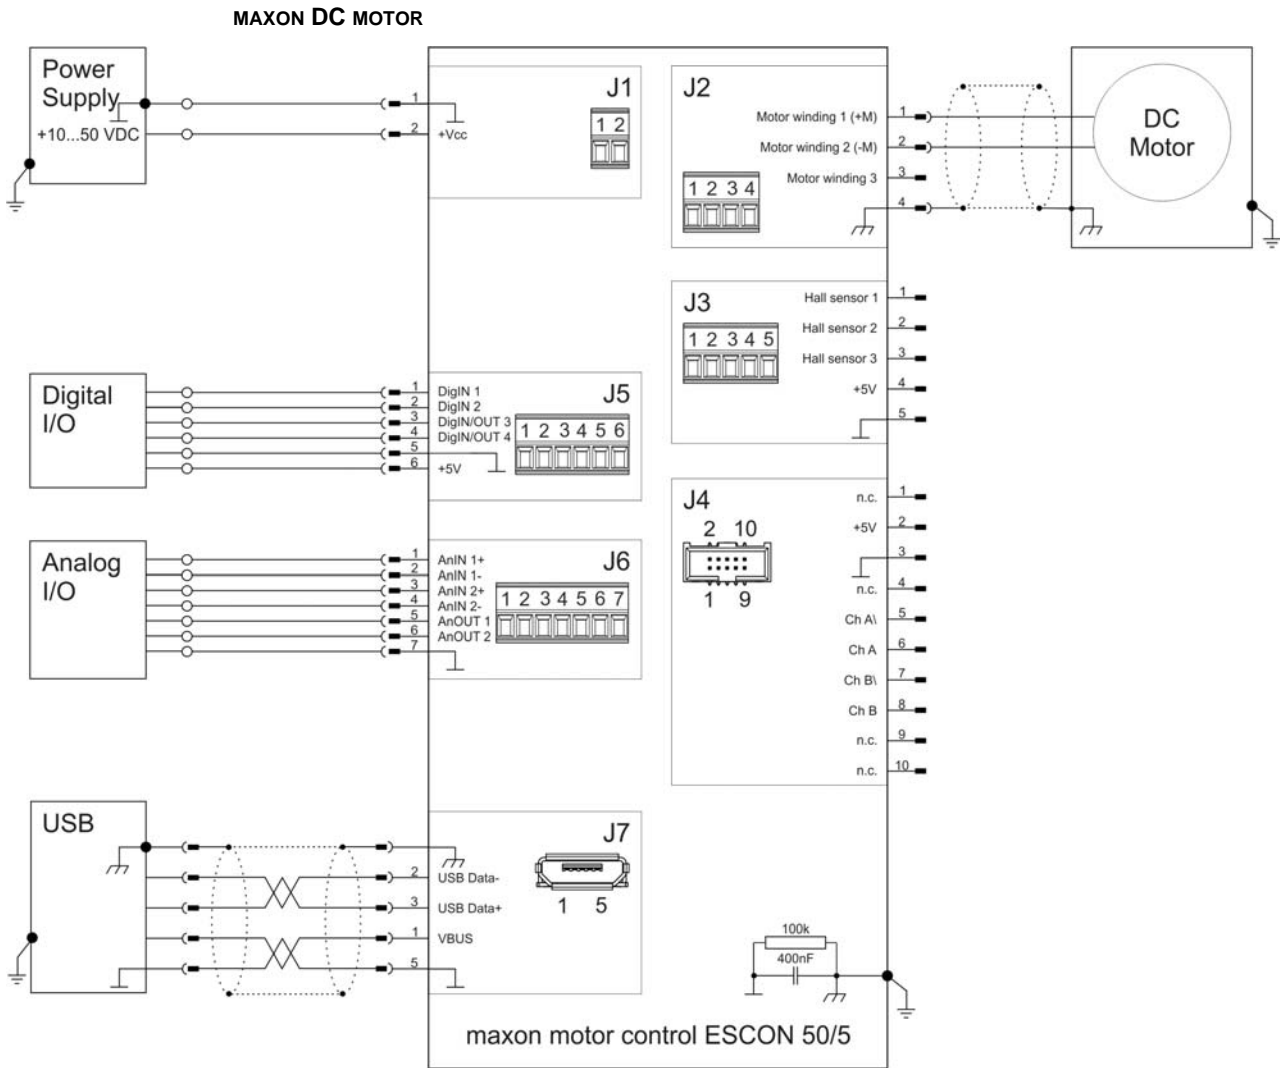 MAXON DC MOTOR
Power
Supply
+10...50 VDC
1
2
+Vcc
J1
1 2
J2
Motor winding 1 (+M)
1
Motor winding 2 (-M)
2
Motor winding 3
3
4
1 2 3 4
DC
Motor
J3
1 2 3 4 5
Hall sensor 1
1
Hall sensor 2
2
Hall sensor 3
3
+5V
4
5
Digital
I/O
1
DigIN 1
2
DigIN 2
3
DigIN/OUT 3
4
DigIN/OUT 4
5
6
+5V
J5
1 2 3 4 5 6
J4
2 10
1 9
n.c.
1
+5V
2
3
n.c.
4
Ch A\
5
Ch A
6
Ch B\
7
Ch B
8
n.c.
9
n.c.
10
Analog
I/O
1
AnIN 1+
2
AnIN 1-
3
AnIN 2+
4
AnIN 2-
5
AnOUT 1
6
AnOUT 2
7
J6
1 2 3 4 5 6 7
USB
2
USB Data-
3
USB Data+
1
VBUS
5
J7
1 5
100k
400nF
maxon motor control ESCON 50/5